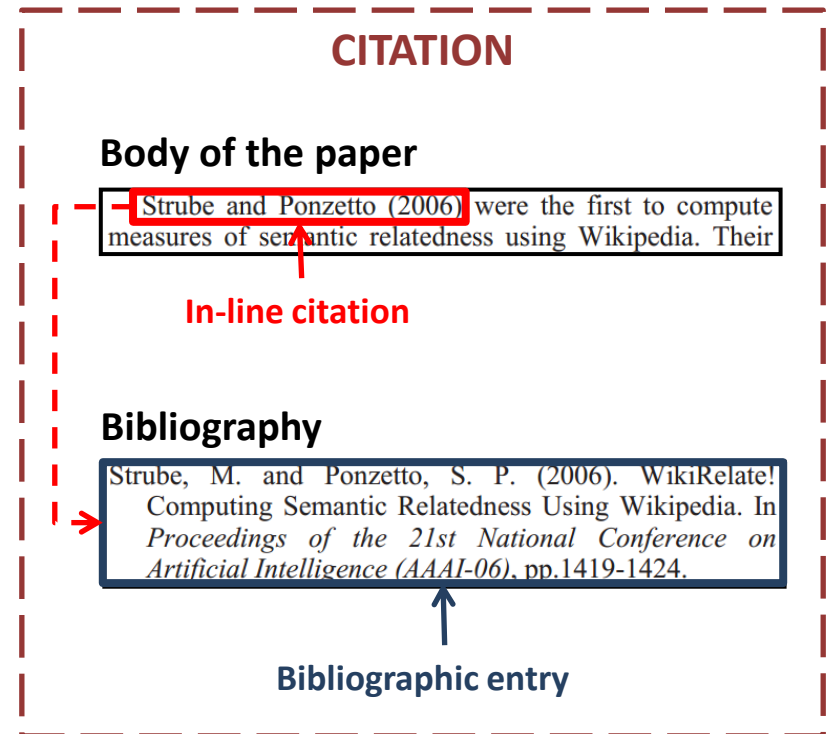 CITATION
Body of the paper
Strube and Ponzetto (2006) were the first to compute
measures of semantic relatedness using Wikipedia. Their
In-line citation
Bibliography
Strube, M. and Ponzetto, S. P. (2006). WikiRelate!
Computing Semantic Relatedness Using Wikipedia. In
Proceedings of the 21st National Conference on
Artificial Intelligence (AAAI-06), pp.1419-1424.
Bibliographic entry